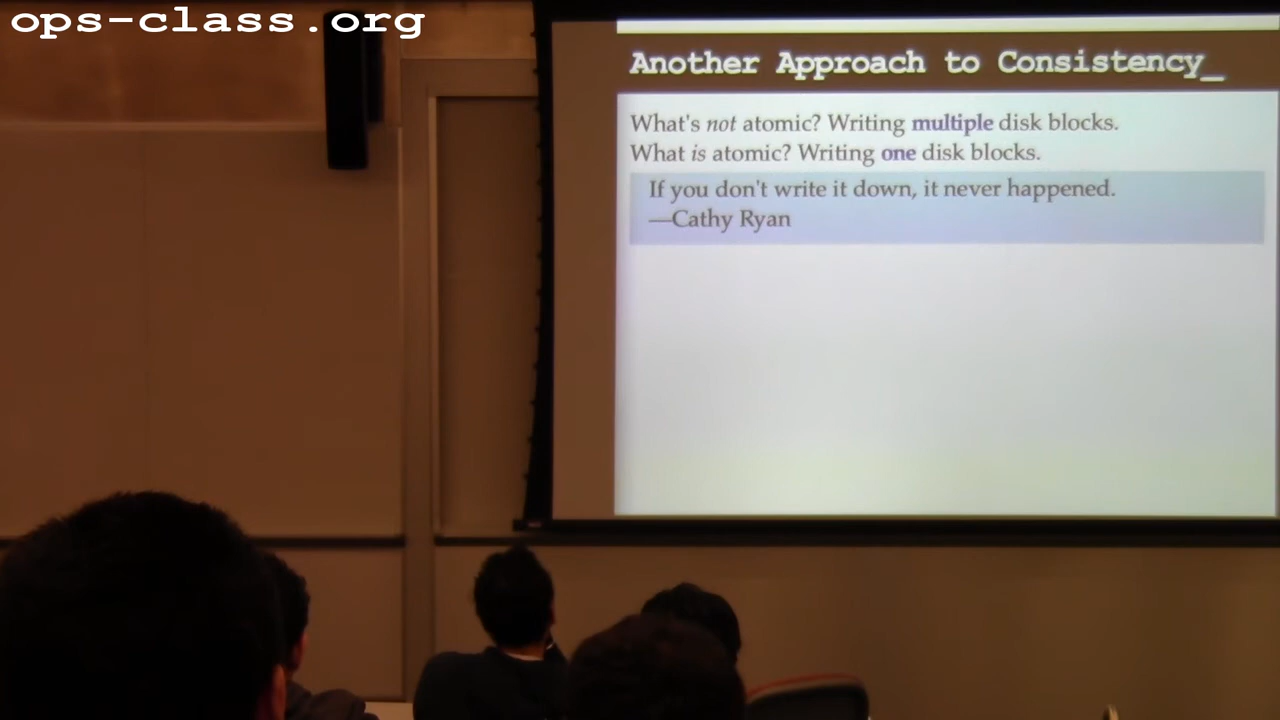 ops-class.org
Another Approach to Consistency_
What's not atomic? Writing multiple disk blocks.
What is atomic? Writing one disk blocks.
If you don't write it down, it never happened.
—Cathy Ryan